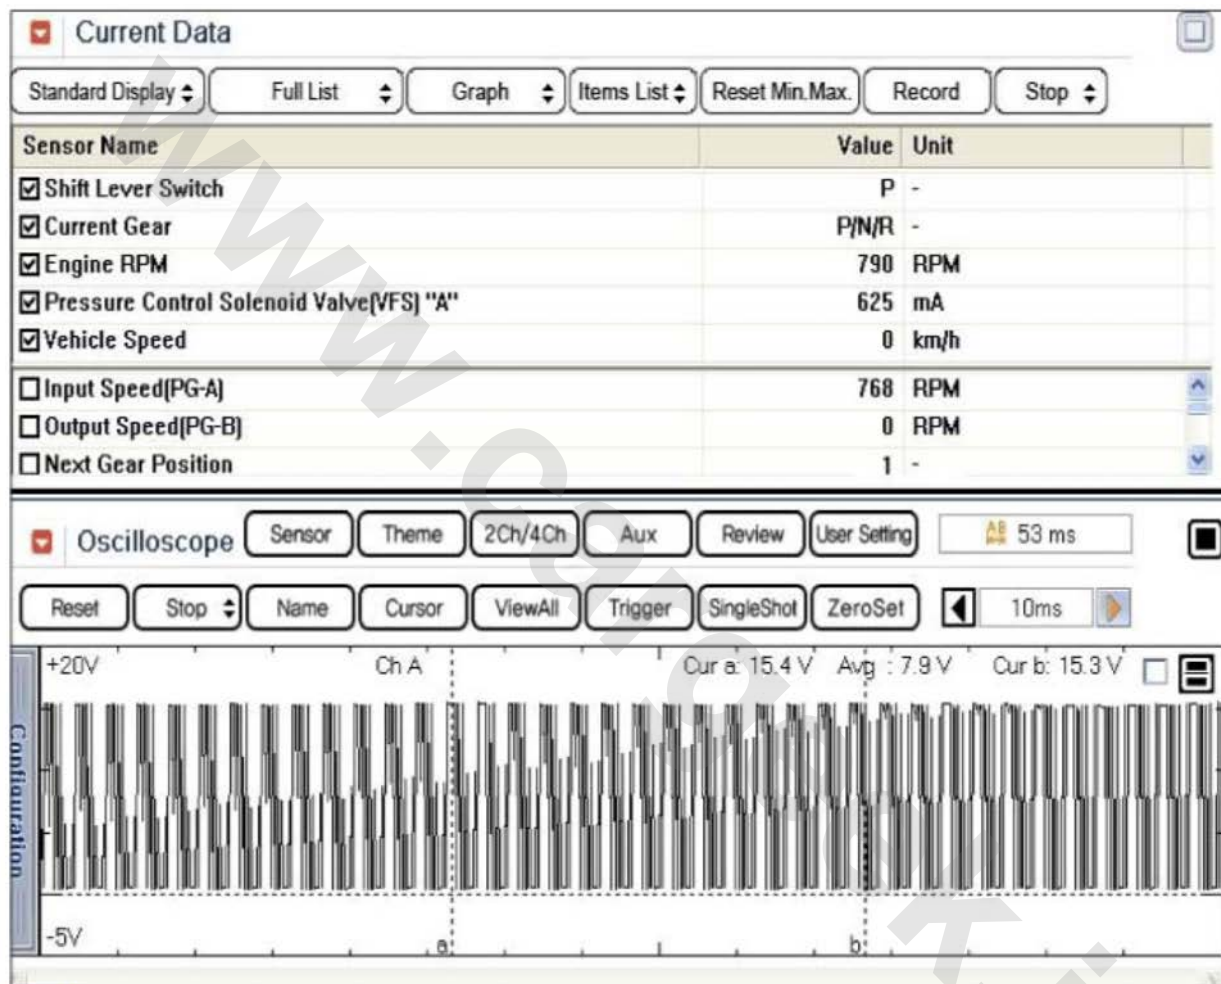 Current Data
Standard Display Full List Graph Items List Reset Min.Max. Record Stop
Sensor Name Value Unit
Shift Lever Switch P -
Current Gear P/N/R -
Engine RPM 790 RPM
Pressure Control Solenoid Valve(VFS) "A" 625 mA
Vehicle Speed 0 km/h
Input Speed(PG-A) 768 RPM
Output Speed(PG-B) 0 RPM
Next Gear Position 1 -
Oscilloscope Sensor Theme 2Ch/4Ch Aux Review User Setting AB 53 ms
Reset Stop Name Cursor ViewAll Trigger SingleShot ZeroSet 10ms
+20V Ch A Cur a: 15.4 V Avg : 7.9 V Cur b: 15.3 V
Configuration
-5V a b